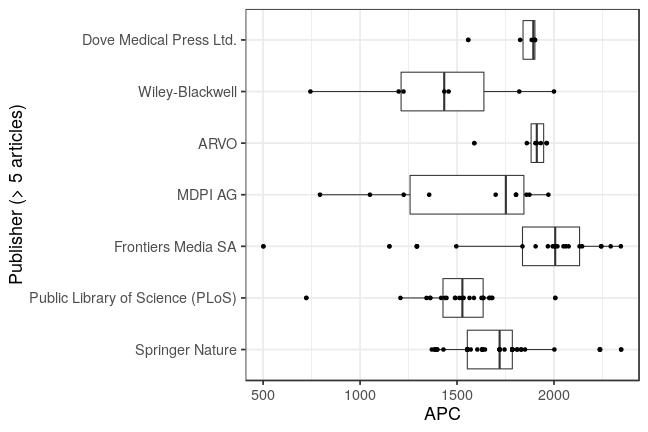 Publisher (> 5 articles)
Dove Medical Press Ltd.
Wiley-Blackwell
ARVO
MDPI AG
Frontiers Media SA
Public Library of Science (PLoS)
Springer Nature
500 1000 1500 2000
APC